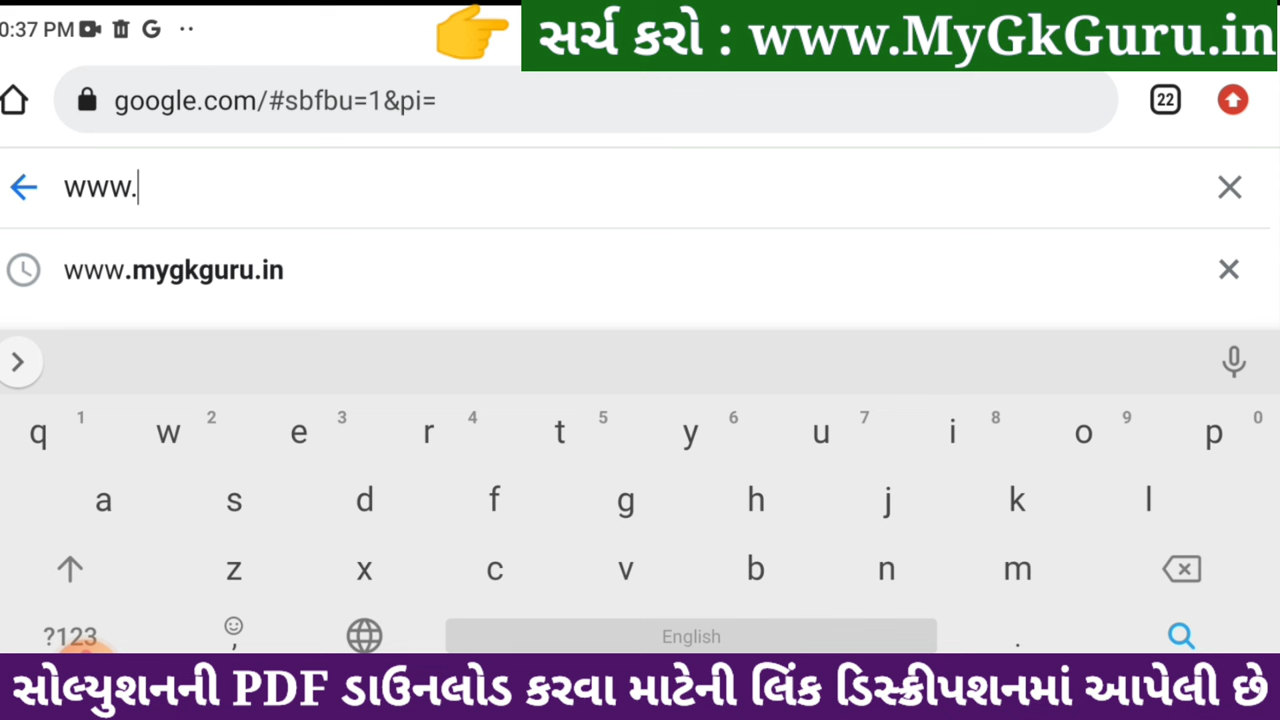 0:37 PM
સર્ચ કરો : www.MyGkGuru.in
google.com/#sbfbu=1&pi=
22
www.
www.mygkguru.in
q 1 w 2 e 3 r 4 t 5 y 6 u 7 i 8 o 9 p 0
a s d f g h j k l
z x c v b n m
?123 , English .
સોલ્યુશનની PDF ડાઉનલોડ કરવા માટેની લિંક ડિસ્ક્રીપશનમાં આપેલી છે